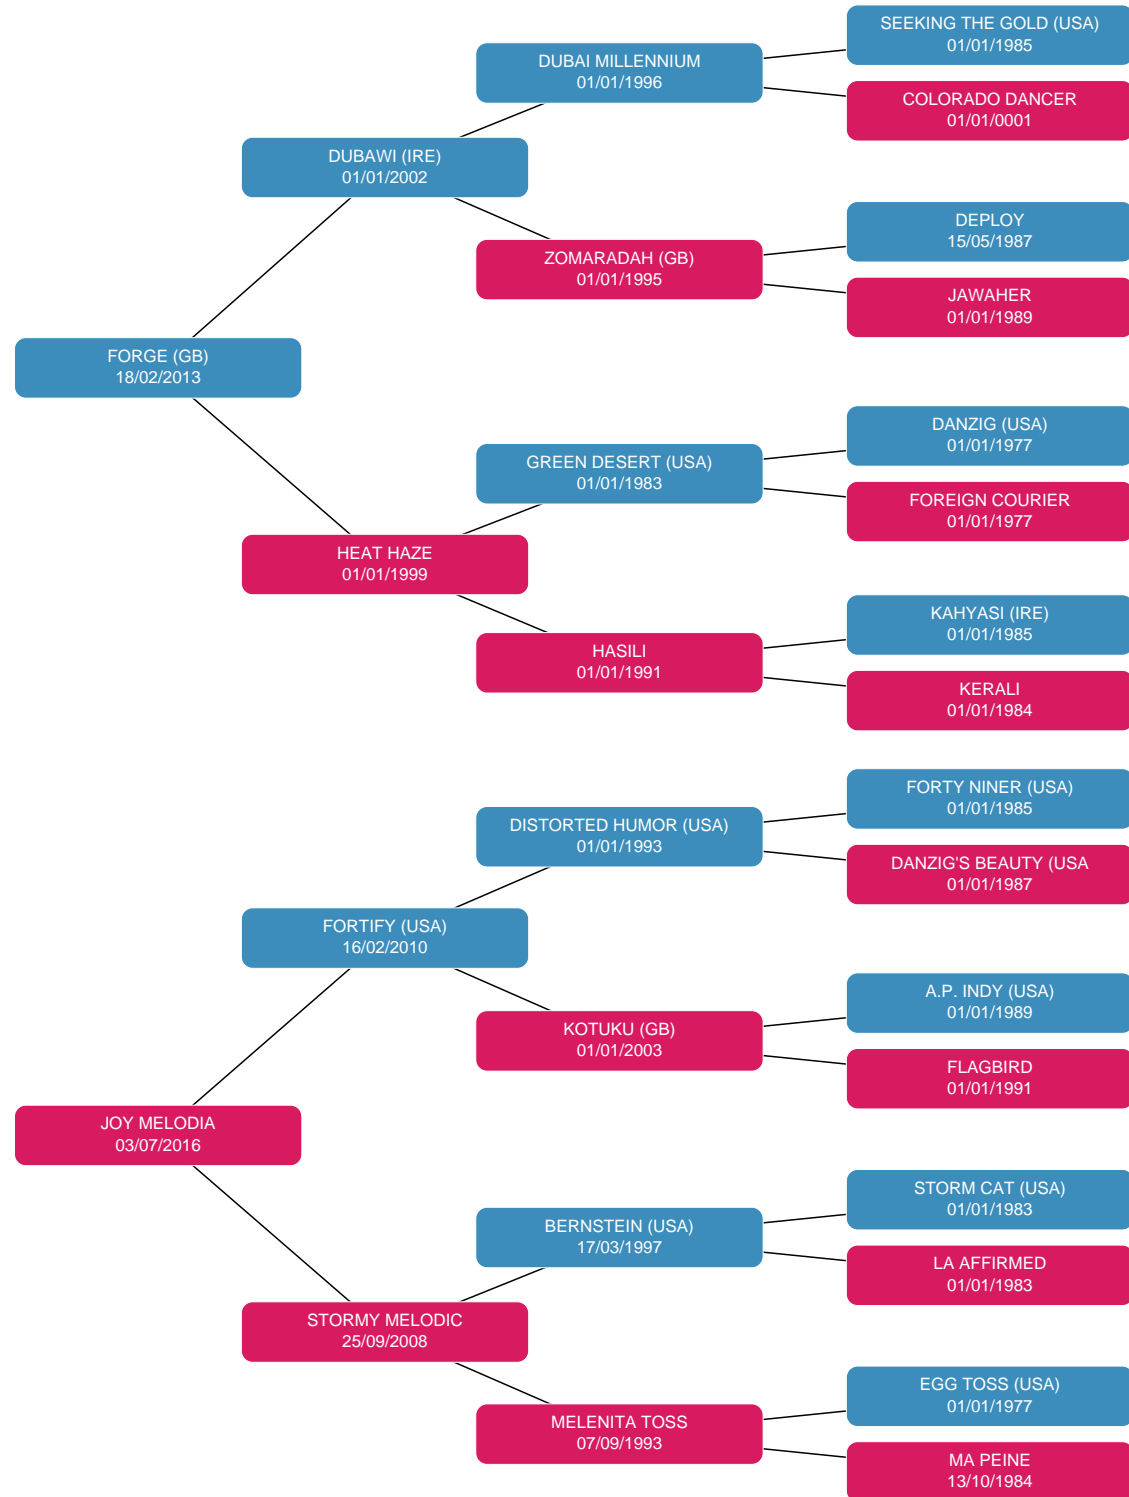 SEEKING THE GOLD (USA)
01/01/1985
DUBAI MILLENNIUM
01/01/1996
COLORADO DANCER
01/01/0001
DUBAWI (IRE)
01/01/2002
DEPLOY
15/05/1987
ZOMARADAH (GB)
01/01/1995
JAWAHER
01/01/1989
FORGE (GB)
18/02/2013
DANZIG (USA)
01/01/1977
GREEN DESERT (USA)
01/01/1983
FOREIGN COURIER
01/01/1977
HEAT HAZE
01/01/1999
KAHYASI (IRE)
01/01/1985
HASILI
01/01/1991
KERALI
01/01/1984
FORTY NINER (USA)
01/01/1985
DISTORTED HUMOR (USA)
01/01/1993
DANZIG'S BEAUTY (USA
01/01/1987
FORTIFY (USA)
16/02/2010
A.P. INDY (USA)
01/01/1989
KOTUKU (GB)
01/01/2003
FLAGBIRD
01/01/1991
JOY MELODIA
03/07/2016
STORM CAT (USA)
01/01/1983
BERNSTEIN (USA)
17/03/1997
LA AFFIRMED
01/01/1983
STORMY MELODIC
25/09/2008
EGG TOSS (USA)
01/01/1977
MELENITA TOSS
07/09/1993
MA PEINE
13/10/1984